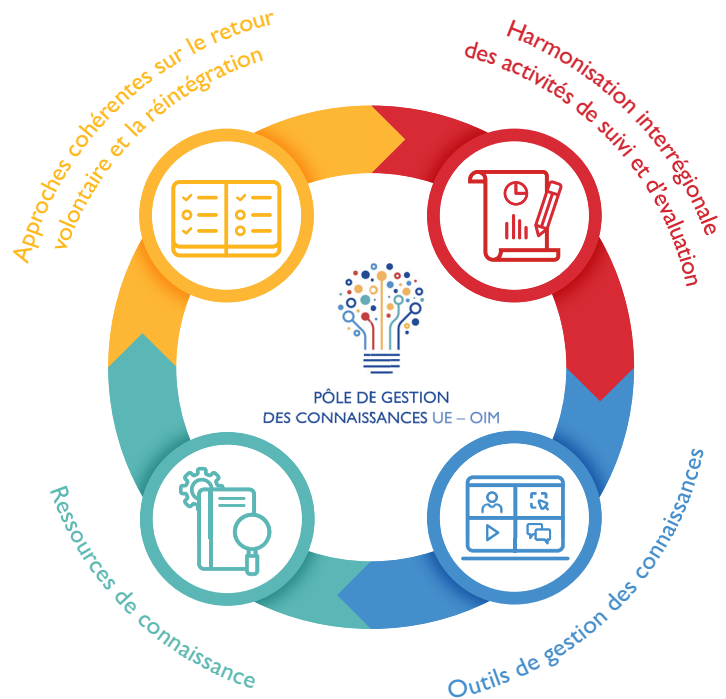 Approches cohérentes sur le retour
volontaire et la réintégration
Harmonisation interrégionale
des activités de suivi et d'evaluation
PÔLE DE GESTION
DES CONNAISSANCES UE – OIM
Ressources de connaissance
Outils de gestion des connaissances